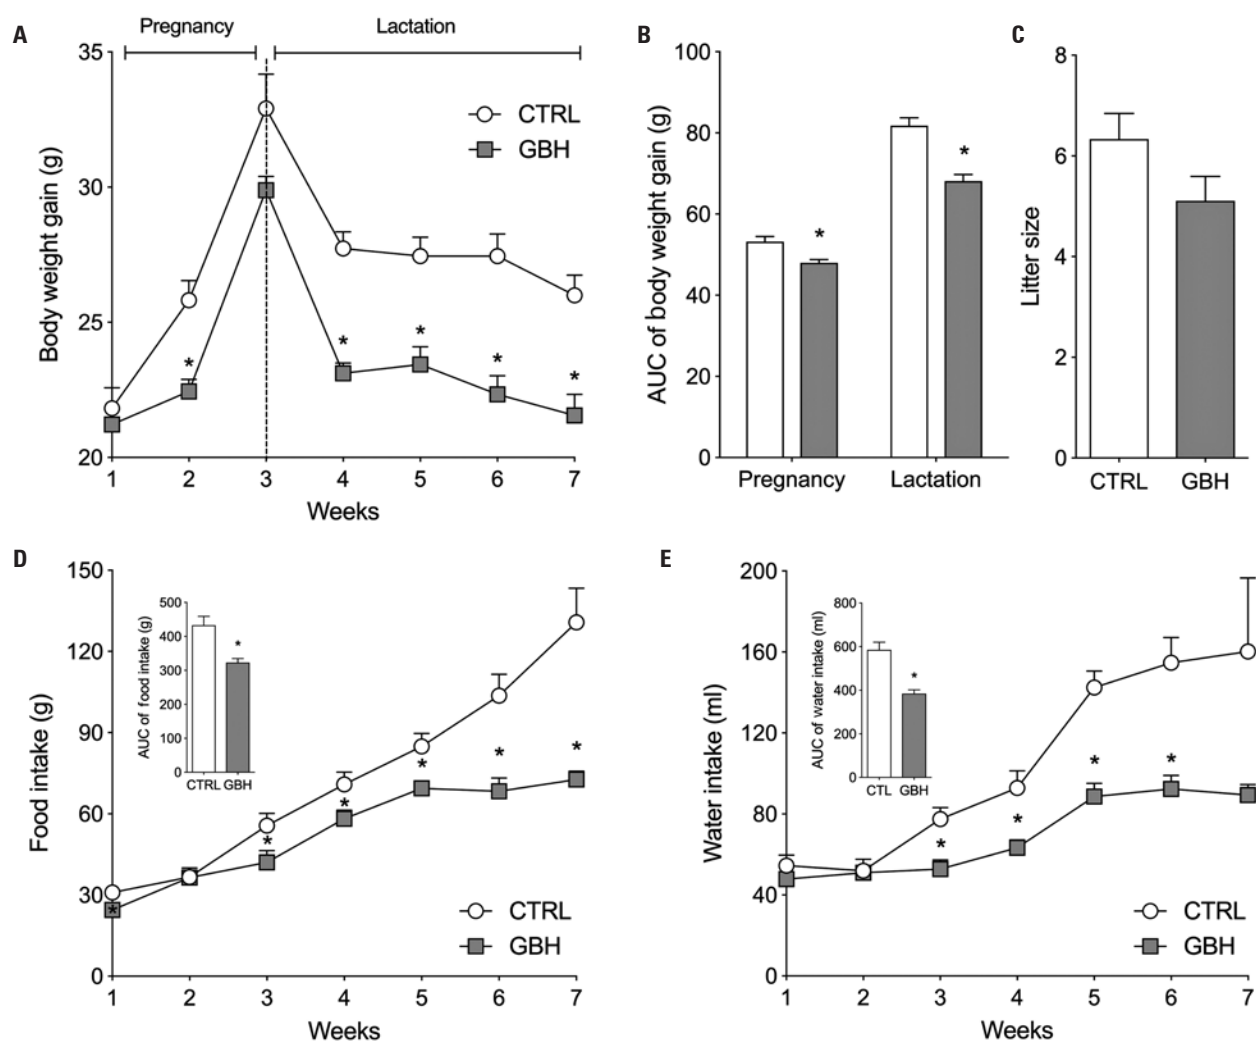 A
Pregnancy
Lactation
35
30
25
20
Body weight gain (g)
CTRL
GBH
*
*
*
*
*
1 2 3 4 5 6 7
Weeks
B
100
80
60
40
20
0
AUC of body weight gain (g)
*
*
Pregnancy Lactation
C
8
6
4
2
0
Litter size
CTRL GBH
D
150
120
90
60
30
0
Food intake (g)
500
400
300
200
100
0
AUC of food intake (g)
*
CTRL GBH
*
*
*
*
*
*
CTRL
GBH
1 2 3 4 5 6 7
Weeks
E
200
160
120
80
40
0
Water intake (ml)
800
600
400
200
0
AUC of water intake (ml)
*
CTL GBH
*
*
*
*
CTRL
GBH
1 2 3 4 5 6 7
Weeks